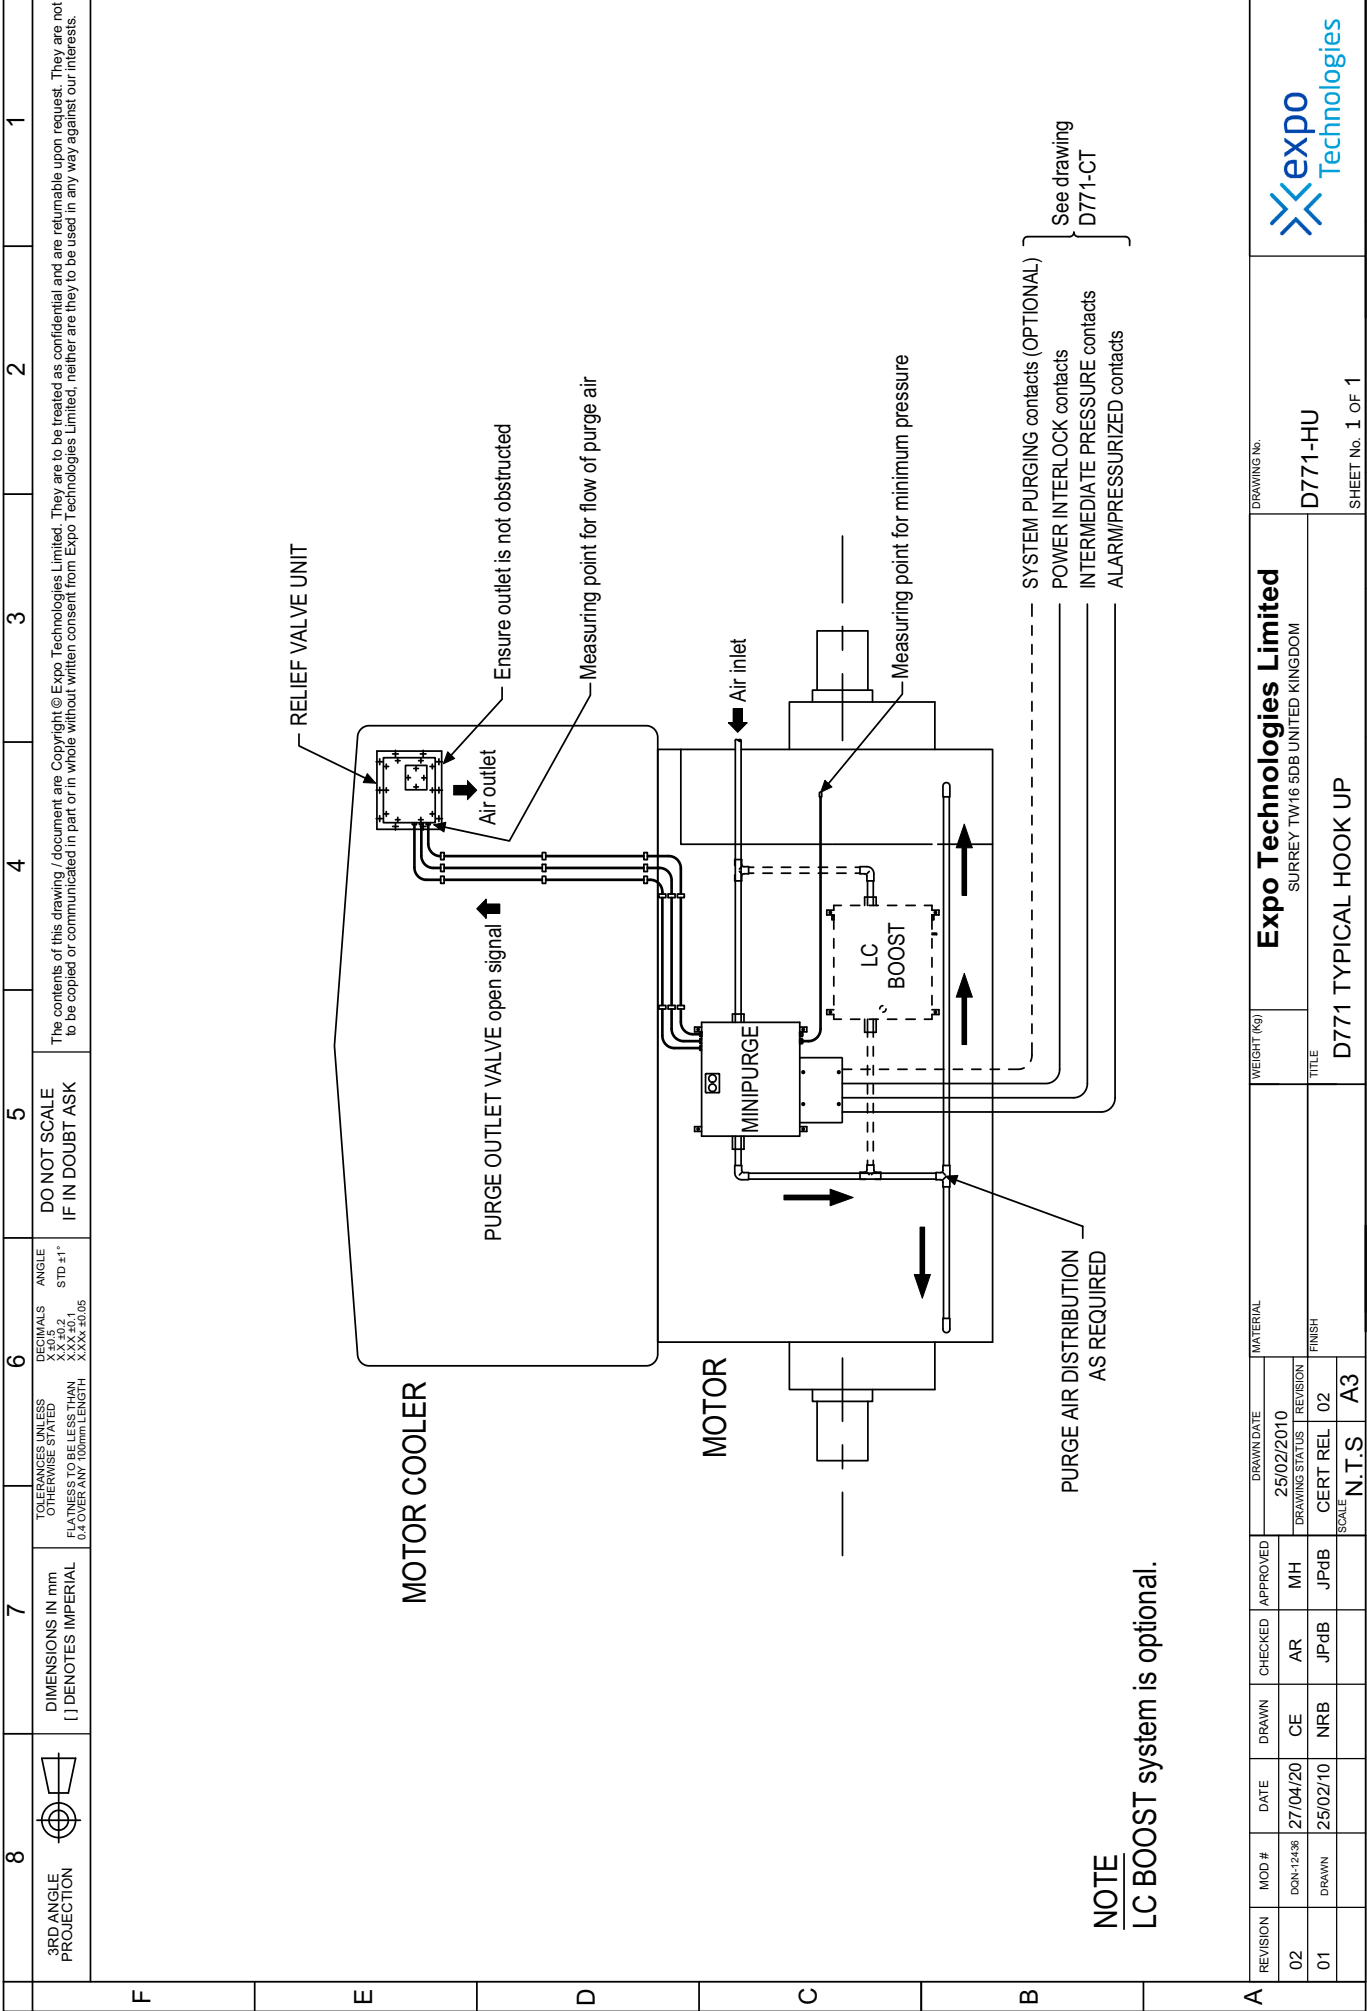 8
7
6
5
4
3
2
1
3RD ANGLE
PROJECTION
DIMENSIONS IN mm
[ ] DENOTES IMPERIAL
TOLERANCES UNLESS
OTHERWISE STATED
FLATNESS TO BE LESS THAN
0.4 OVER ANY 100mm LENGTH
DECIMALS
X ±0.5
X.X ±0.2
X.XX ±0.1
X.XXx ±0.05
ANGLE
STD ±1°
DO NOT SCALE
IF IN DOUBT ASK
The contents of this drawing / document are Copyright © Expo Technologies Limited. They are to be treated as confidential and are returnable upon request. They are not
to be copied or communicated in part or in whole without written consent from Expo Technologies Limited, neither are they to be used in any way against our interests.
F
E
D
C
B
A
RELIEF VALVE UNIT
MOTOR COOLER
PURGE OUTLET VALVE open signal
Air outlet
Ensure outlet is not obstructed
Measuring point for flow of purge air
MOTOR
MINIPURGE
Air inlet
LC
BOOST
Measuring point for minimum pressure
PURGE AIR DISTRIBUTION
AS REQUIRED
SYSTEM PURGING contacts (OPTIONAL)
POWER INTERLOCK contacts
INTERMEDIATE PRESSURE contacts
ALARM/PRESSURIZED contacts
See drawing
D771-CT
NOTE
LC BOOST system is optional.
REVISION
MOD #
DATE
DRAWN
CHECKED
APPROVED
02
DQN-12436
27/04/20
CE
AR
MH
01
DRAWN
25/02/10
NRB
JPdB
JPdB
DRAWN DATE
25/02/2010
DRAWING STATUS
REVISION
CERT REL
02
SCALE
N.T.S
A3
MATERIAL
FINISH
WEIGHT (Kg)
Expo Technologies Limited
SURREY TW16 5DB UNITED KINGDOM
TITLE
D771 TYPICAL HOOK UP
DRAWING No.
D771-HU
SHEET No. 1 OF 1
expo
Technologies